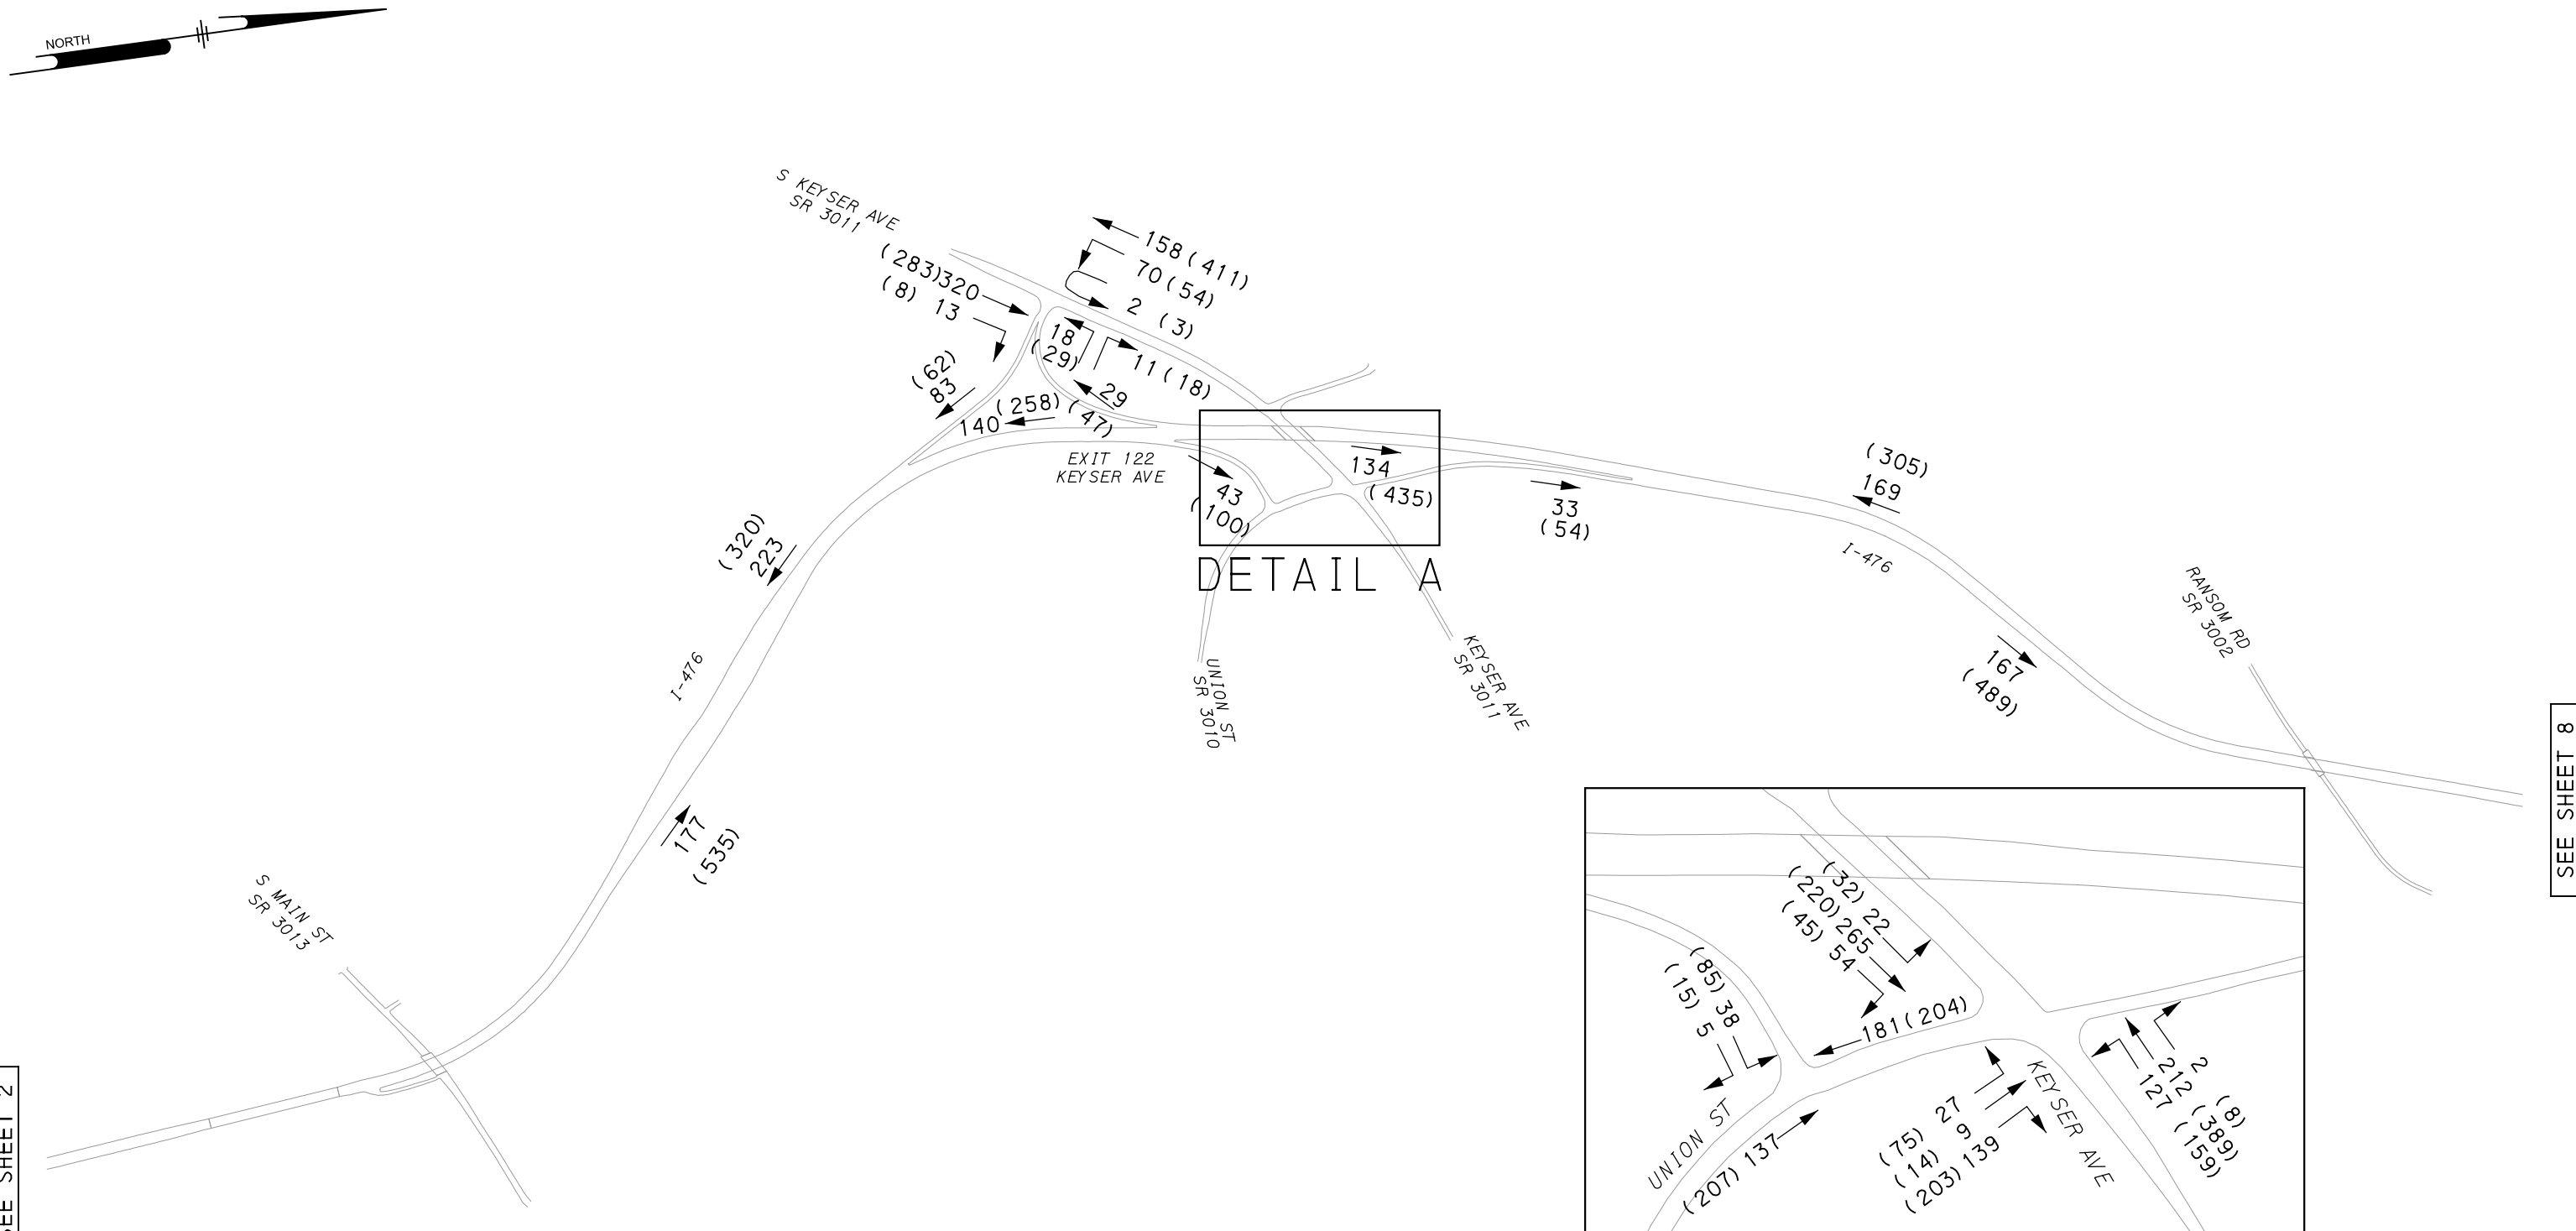 NORTH
S KEYSER AVE
SR 3011
(283)320
(8) 13
158(411)
70(54)
2 (3)
18
(29)
11(18)
(62)
83
(258)
140
29
(47)
EXIT 122
KEYSER AVE
43
(100)
134
(435)
33
(54)
(305)
169
I-476
DETAIL A
(320)
223
I-476
177
(535)
UNION ST
SR 3010
KEYSER AVE
SR 3011
167
(489)
RANSOM RD
SR 3002
SEE SHEET 8
S MAIN ST
SR 3013
SEE SHEET 2
(32) 22
(220)265
(45) 54
(85) 38
(15) 5
181(204)
UNION ST
(207) 137
(75) 27
(14) 9
(203) 139
KEYSER AVE
2 (8)
212 (389)
127 (159)